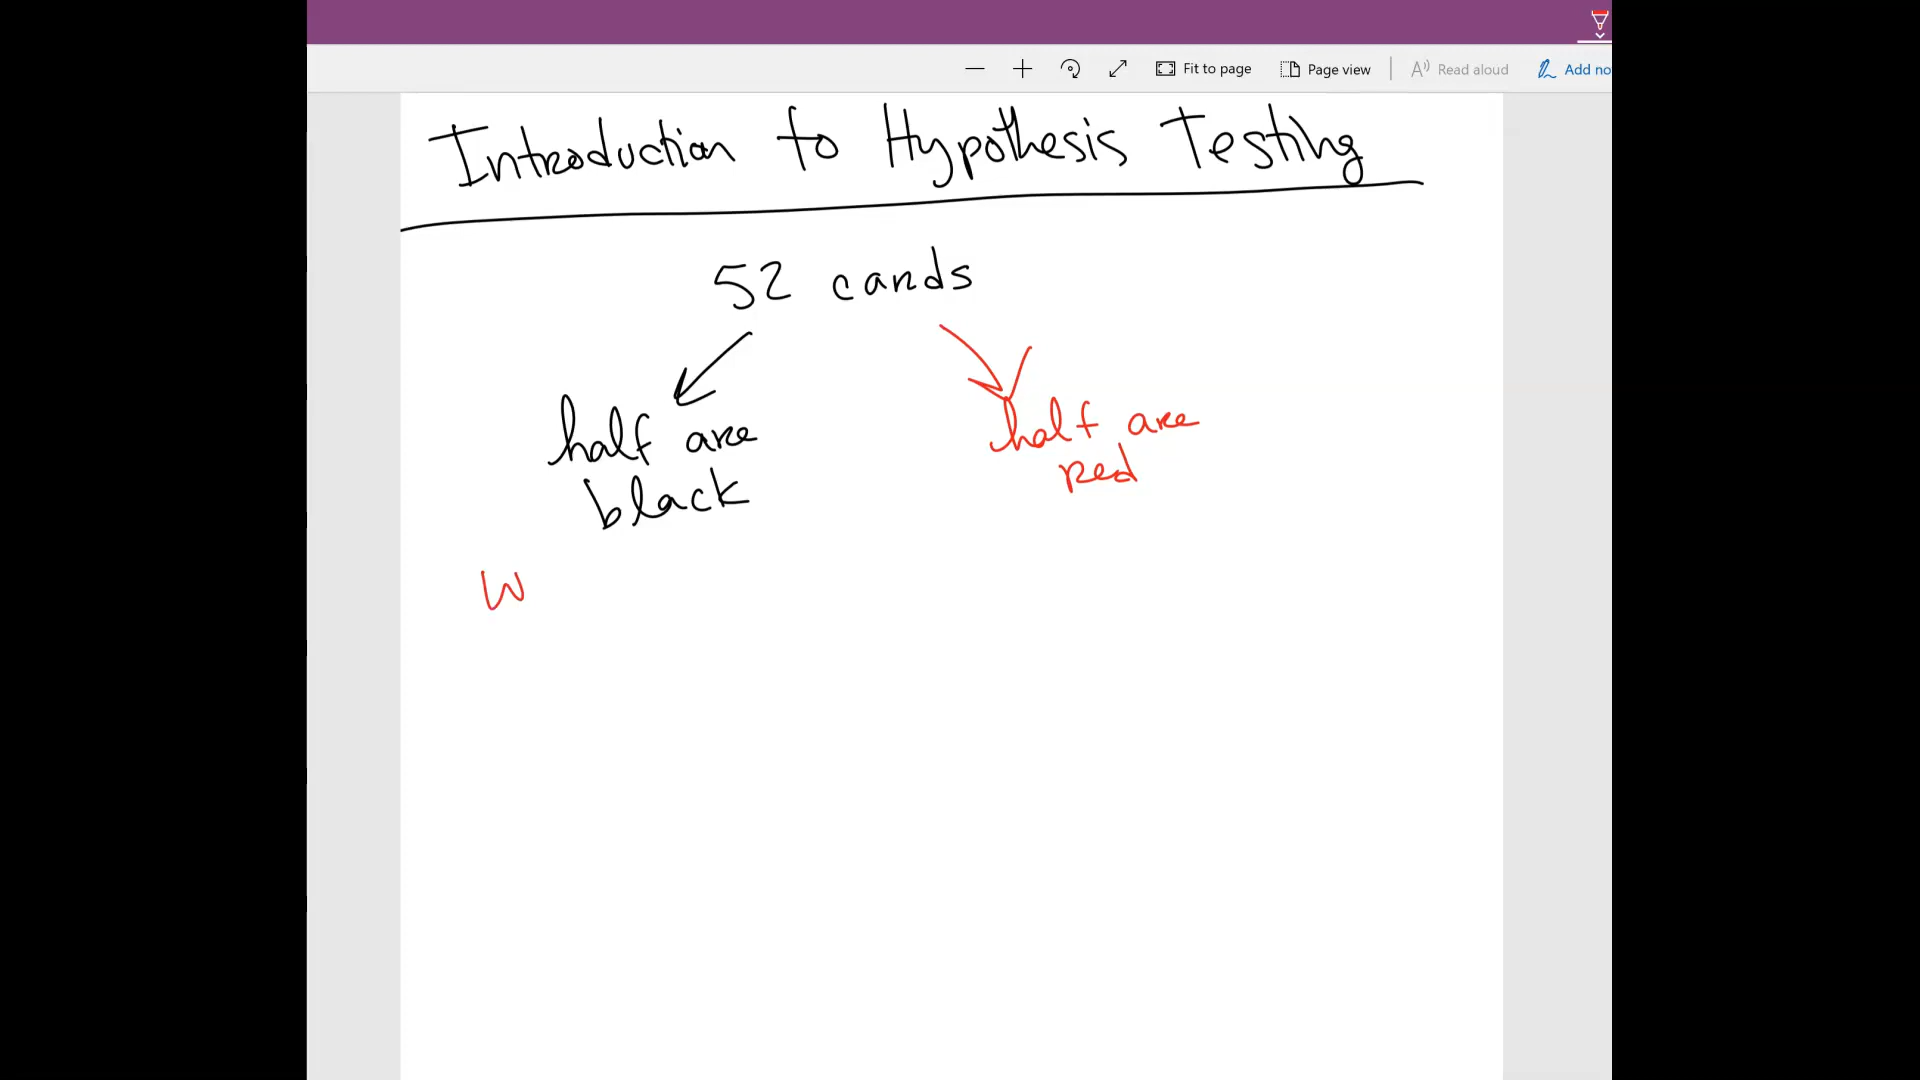 Fit to page
Page view
Read aloud
Add no
Introduction to Hypothesis Testing
52 cards
half are
black
half are
red
W